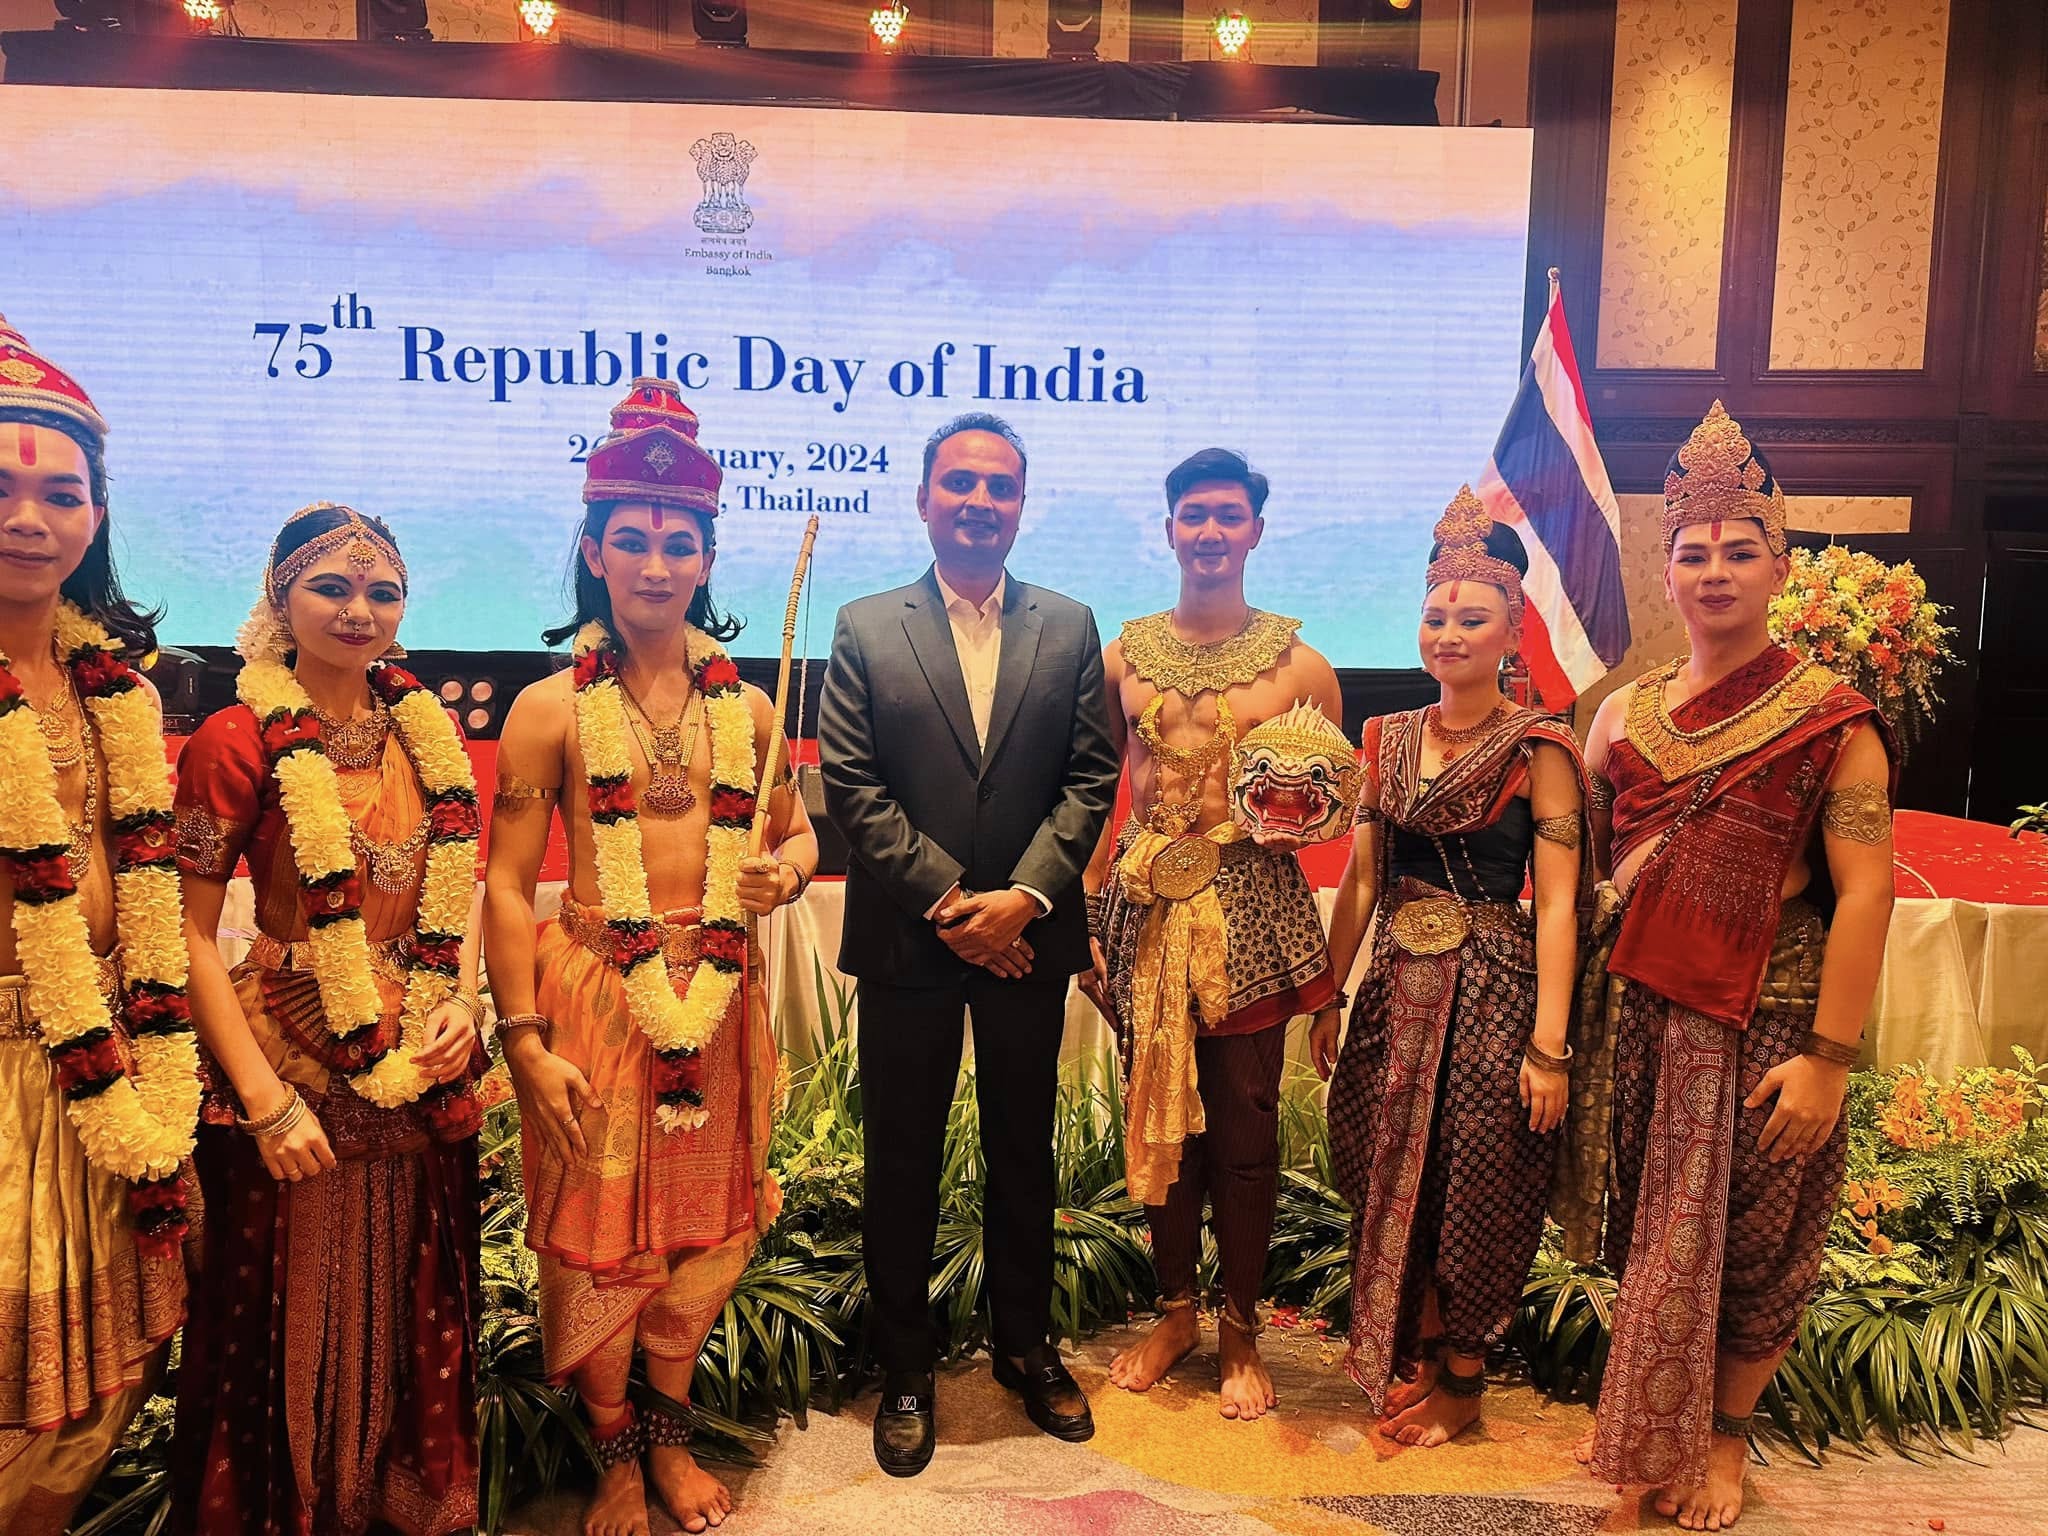 सत्यमेव जयते
Embassy of India
Bangkok
75th Republic Day of India
2024
, Thailand